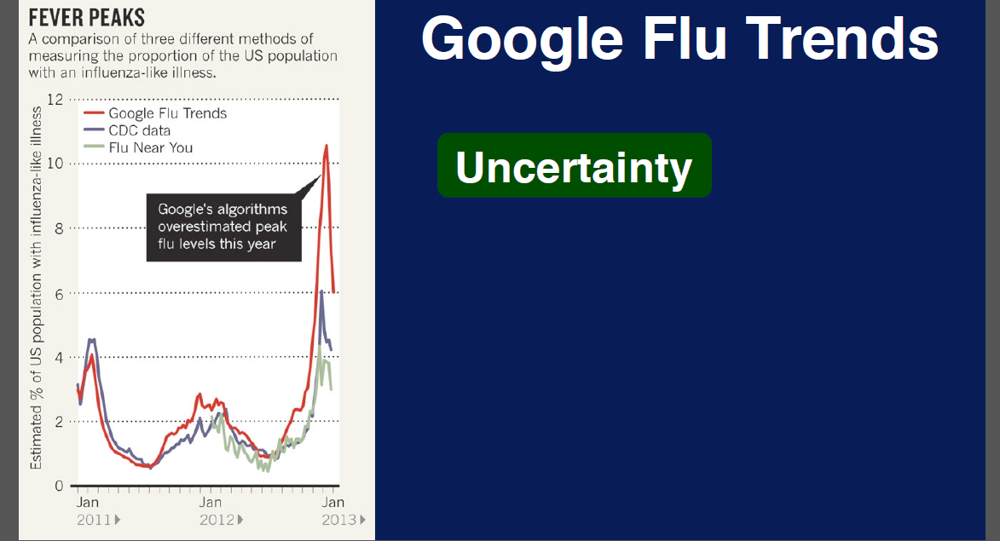 FEVER PEAKS
A comparison of three different methods of
measuring the proportion of the US population
with an influenza-like illness.
Estimated % of US population with influenza-like illness
12
10
8
6
4
2
0
Google Flu Trends
CDC data
Flu Near You
Google's algorithms
overestimated peak
flu levels this year
Jan
2011
Jan
2012
Jan
2013
Google Flu Trends
Uncertainty